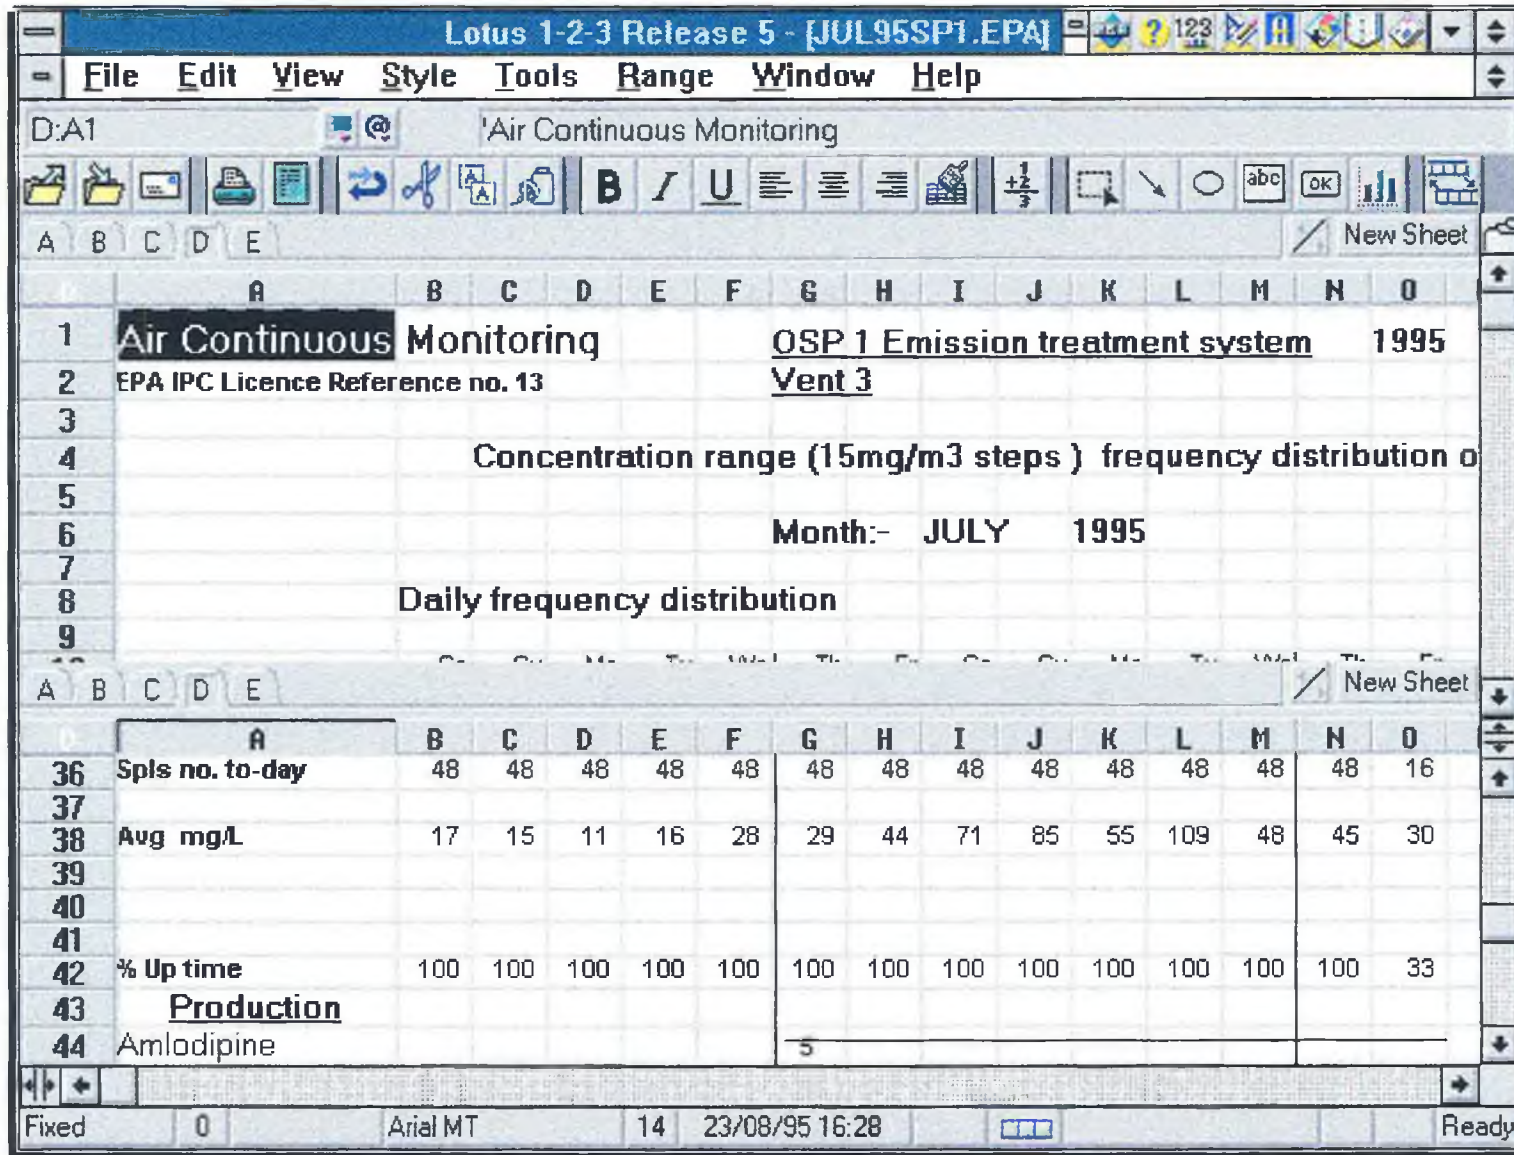 Lotus 1-2-3 Release 5 - [JUL95SP1.EPA]
File Edit View Style Tools Range Window Help
D:A1 @ 'Air Continuous Monitoring
B I U abc OK
A B C D E New Sheet
A B C D E F G H I J K L M N O
1 Air Continuous Monitoring OSP 1 Emission treatment system 1995
2 EPA IPC Licence Reference no. 13 Vent 3
3
4 Concentration range (15mg/m3 steps ) frequency distribution o
5
6 Month:- JULY 1995
7
8 Daily frequency distribution
9
A B C D E New Sheet
A B C D E F G H I J K L M N O
36 Spls no. to-day 48 48 48 48 48 48 48 48 48 48 48 48 48 16
37
38 Avg mg/L 17 15 11 16 28 29 44 71 85 55 109 48 45 30
39
40
41
42 % Up time 100 100 100 100 100 100 100 100 100 100 100 100 100 33
43 Production
44 Amlodipine 5
Fixed 0 Arial MT 14 23/08/95 16:28 Ready